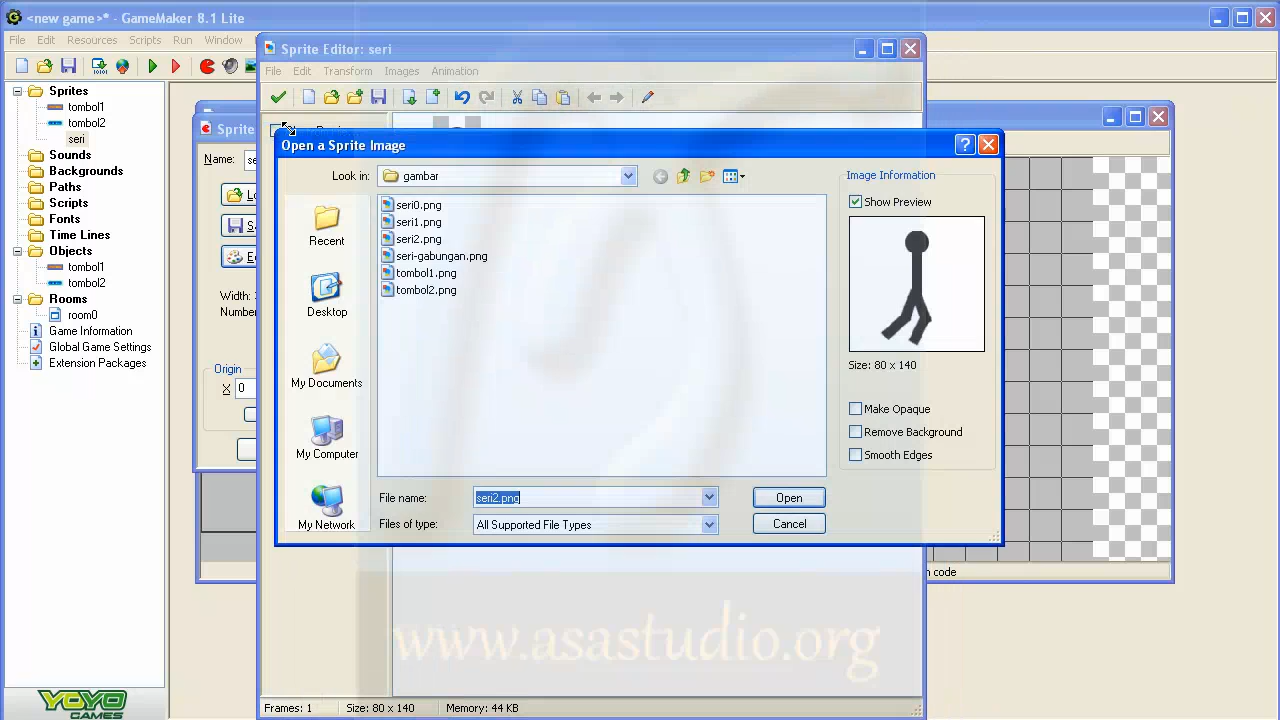 <new game>* - GameMaker 8.1 Lite
File Edit Resources Scripts Run Window
Sprites
tombol1
tombol2
seri
Sounds
Backgrounds
Paths
Scripts
Fonts
Time Lines
Objects
tombol1
tombol2
Rooms
room0
Game Information
Global Game Settings
Extension Packages
YOYO
GAMES
Sprite
Name: se
Width:
Number
Origin
X 0
Sprite Editor: seri
File Edit Transform Images Animation
Open a Sprite Image
Look in: gambar
Recent
Desktop
My Documents
My Computer
My Network
seri0.png
seri1.png
seri2.png
seri-gabungan.png
tombol1.png
tombol2.png
File name: seri2.png
Open
Files of type: All Supported File Types
Cancel
Image Information
Show Preview
Size: 80 x 140
Make Opaque
Remove Background
Smooth Edges
n code
www.asastudio.org
Frames: 1 Size: 80 x 140 Memory: 44 KB